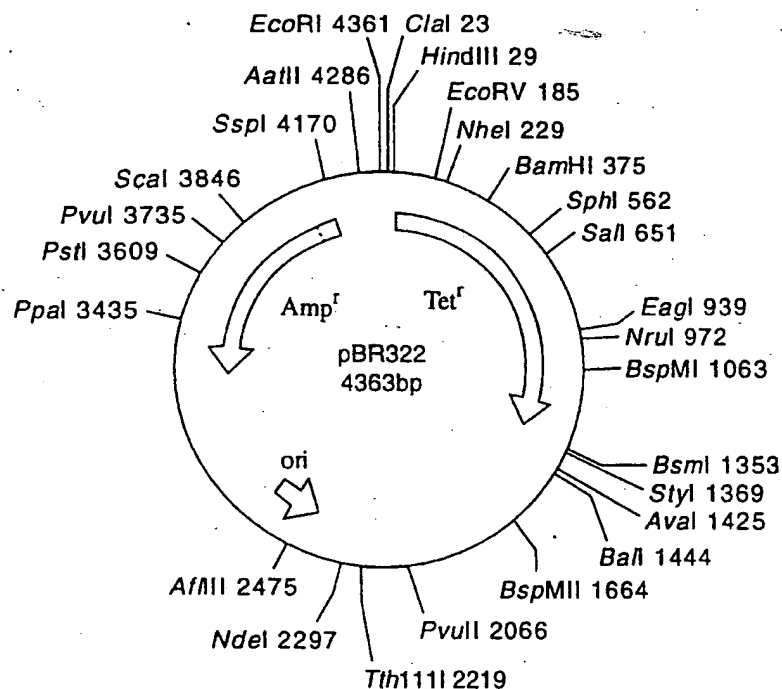 EcoRI 4361
ClaI 23
HindIII 29
AatII 4286
EcoRV 185
SspI 4170
NheI 229
BamHI 375
ScaI 3846
SphI 562
PvuI 3735
SalI 651
PstI 3609
PpaI 3435
Ampʳ
Tetʳ
EagI 939
NruI 972
pBR322
4363bp
BspMI 1063
ori
BsmI 1353
StyI 1369
AvaI 1425
BalI 1444
BspMII 1664
AflIII 2475
NdeI 2297
PvuII 2066
Tth111I 2219